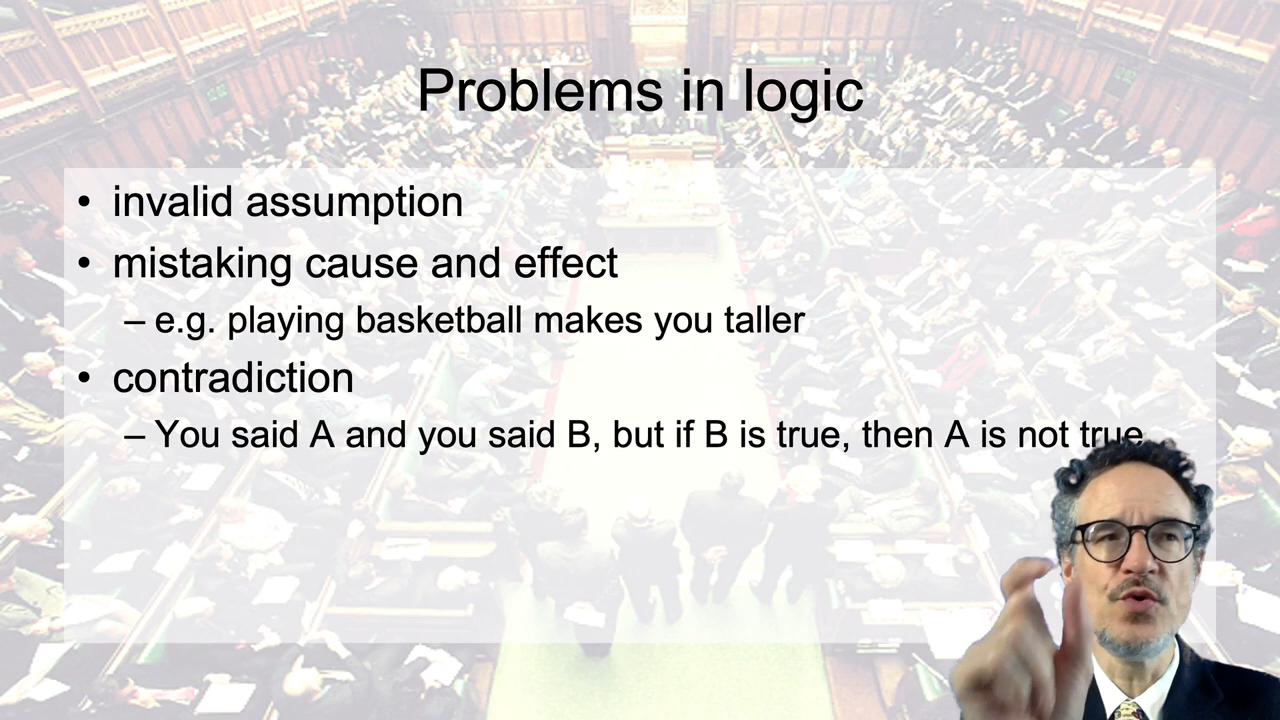 Problems in logic
• invalid assumption
• mistaking cause and effect
– e.g. playing basketball makes you taller
• contradiction
– You said A and you said B, but if B is true, then A is not true